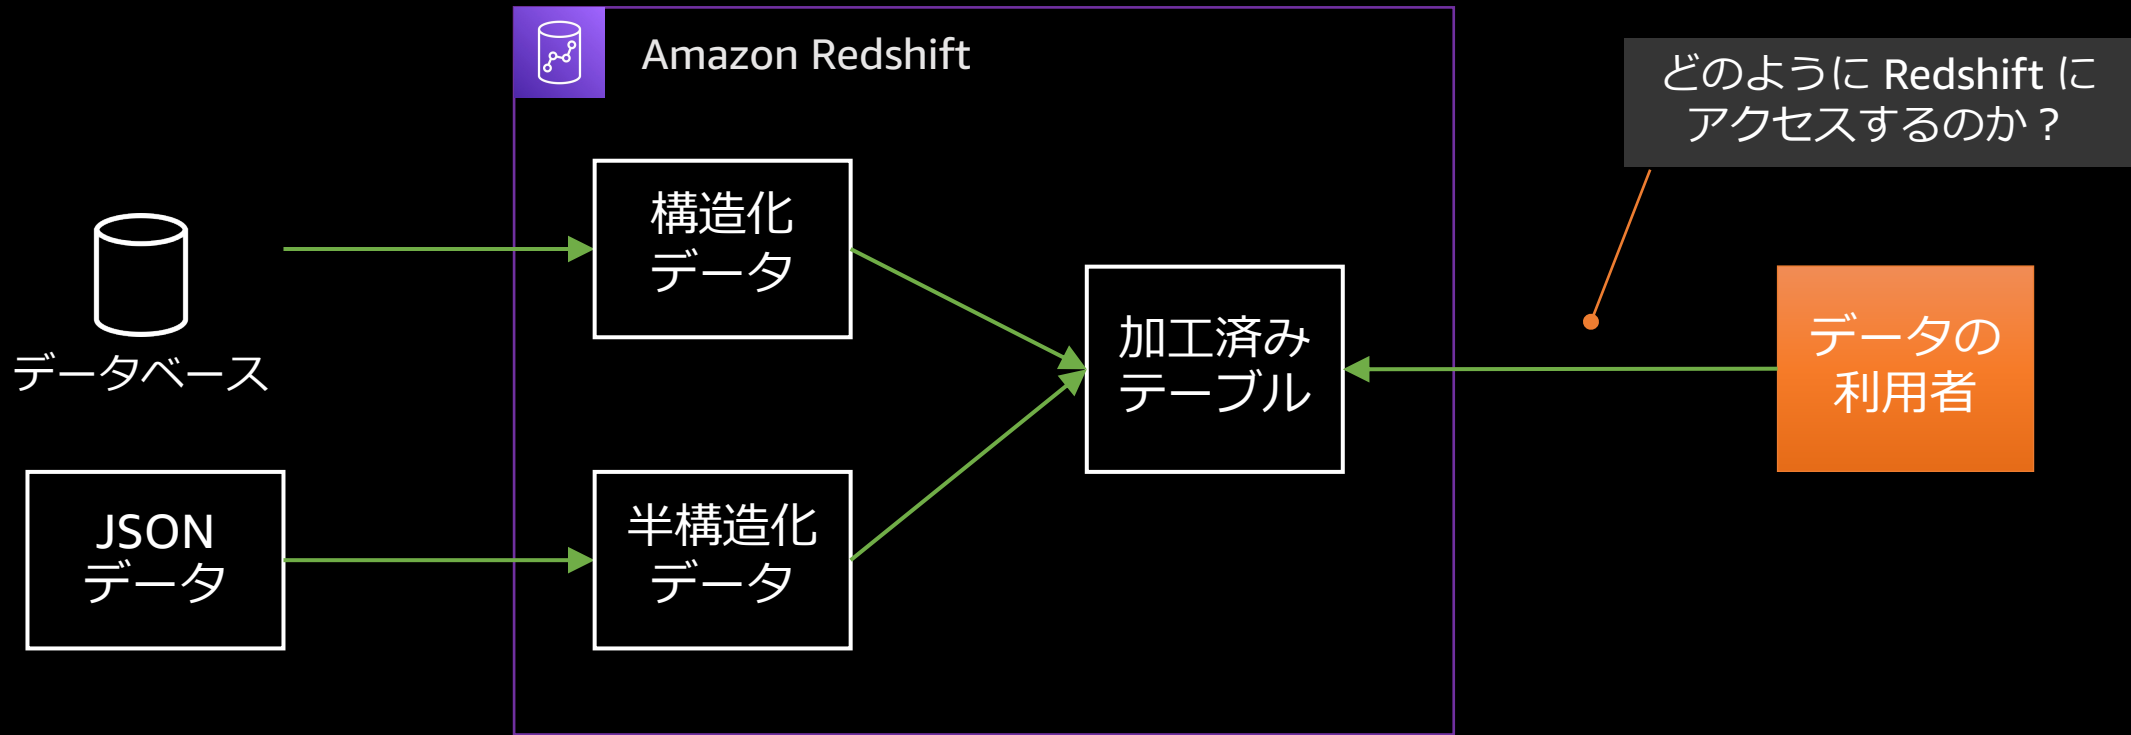 Amazon Redshift
どのように Redshift に
アクセスするのか？
構造化
データ
データベース
加工済み
テーブル
データの
利用者
JSON
データ
半構造化
データ